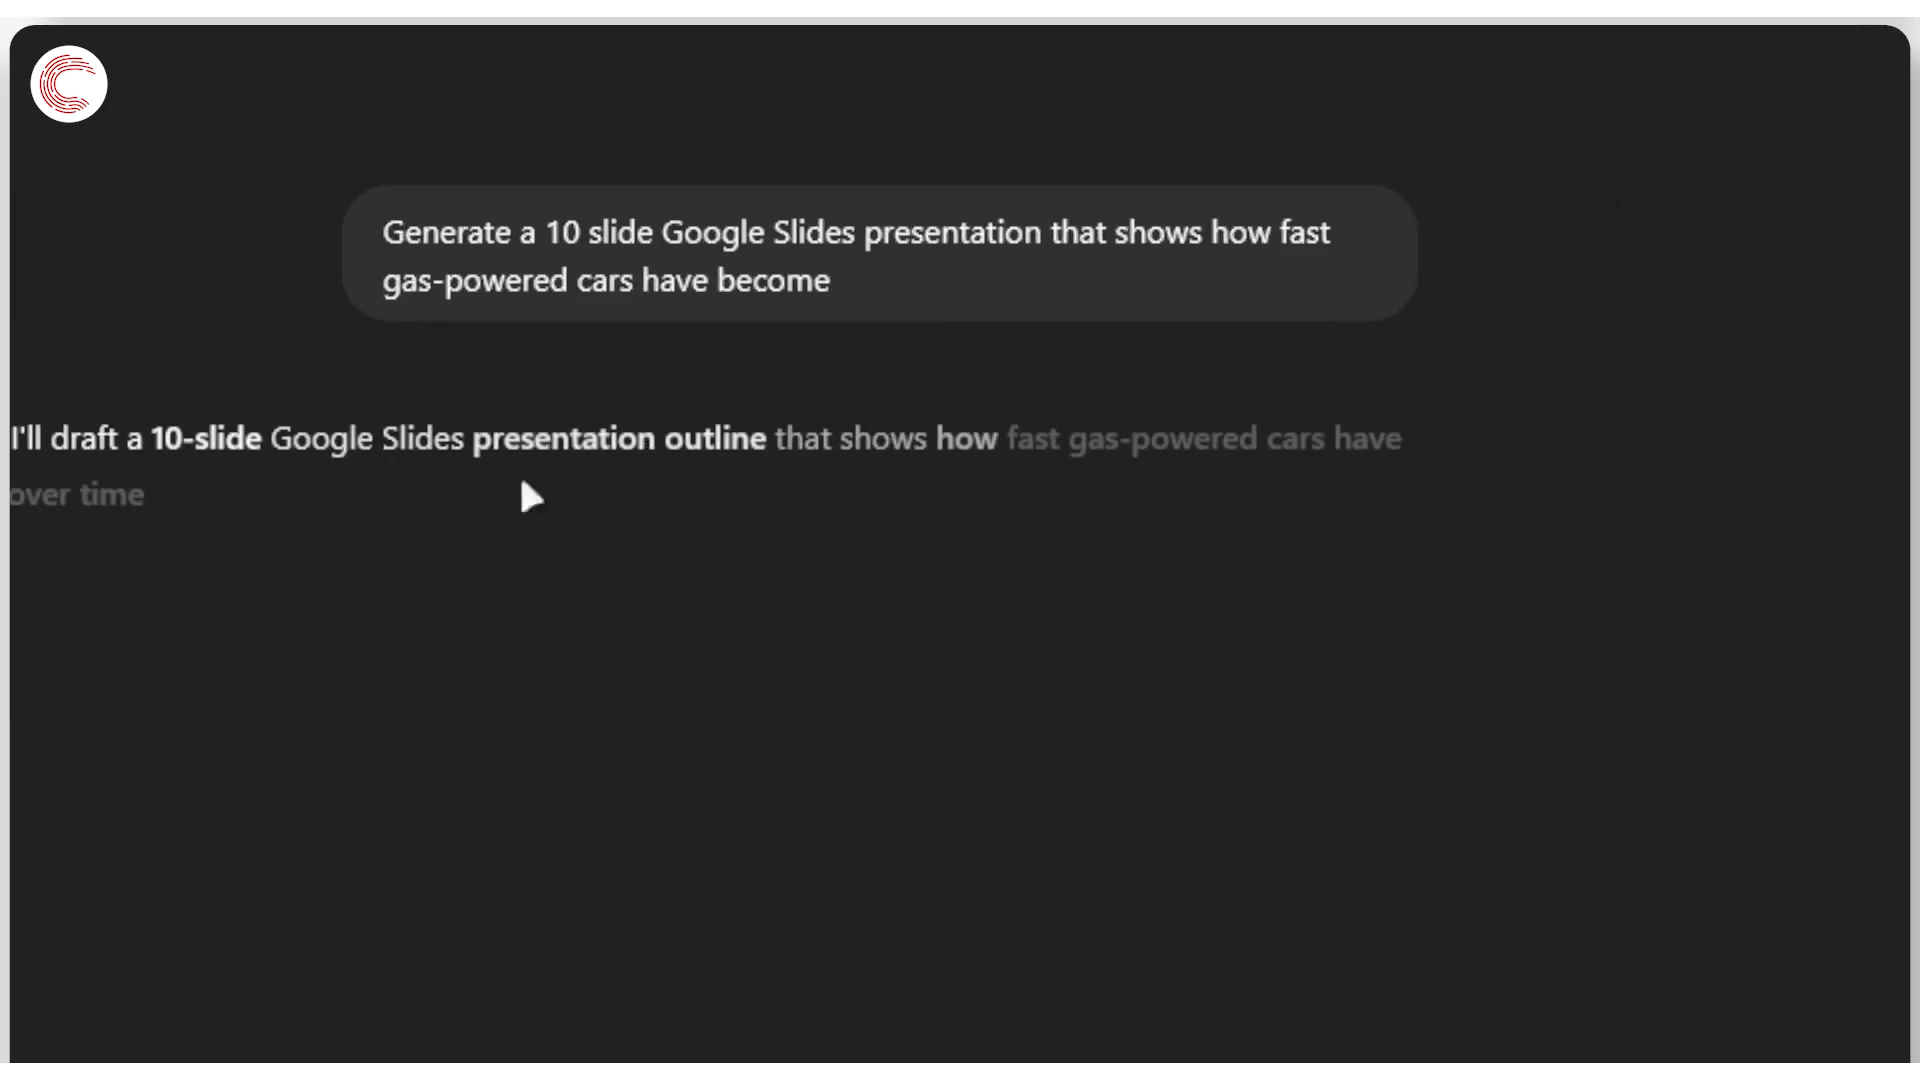 Generate a 10 slide Google Slides presentation that shows how fast
gas-powered cars have become
I'll draft a 10-slide Google Slides presentation outline that shows how fast gas-powered cars have
over time